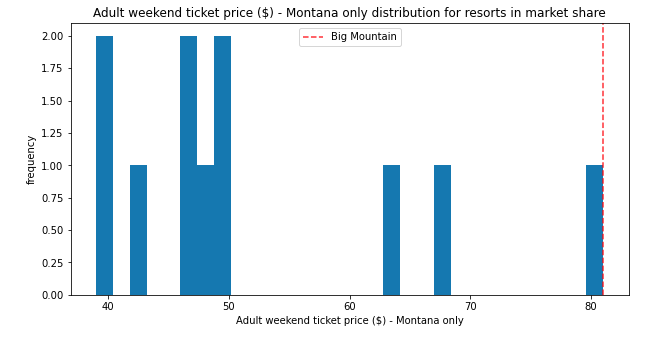 Adult weekend ticket price ($) - Montana only distribution for resorts in market share
Big Mountain
2.00
1.75
1.50
1.25
1.00
0.75
0.50
0.25
0.00
frequency
40 50 60 70 80
Adult weekend ticket price ($) - Montana only